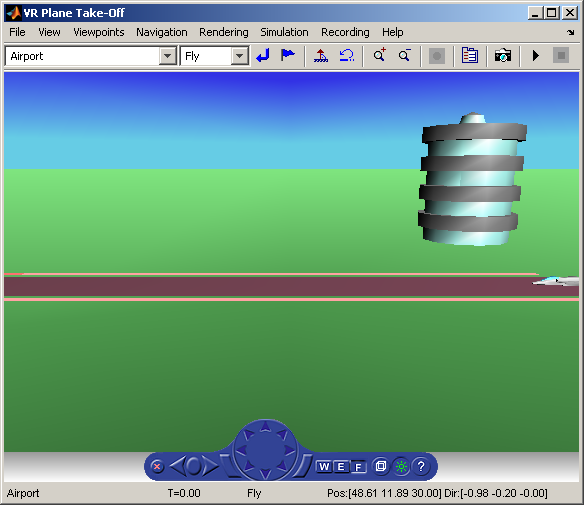 VR Plane Take-Off
File View Viewpoints Navigation Rendering Simulation Recording Help
Airport Fly
W E F ?
Airport T=0.00 Fly Pos:[48.61 11.89 30.00] Dir:[-0.98 -0.20 -0.00]